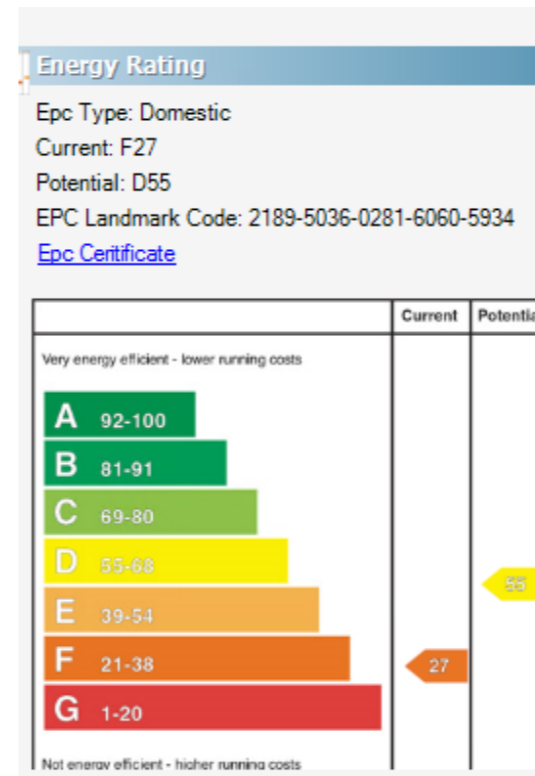 Energy Rating
Epc Type: Domestic
Current: F27
Potential: D55
EPC Landmark Code: 2189-5036-0281-6060-5934
Epc Ceritificate
Current Potentia
Very energy efficient - lower running costs
A 92-100
B 81-91
C 69-80
D 55-68
55
E 39-54
F 21-38 27
G 1-20
Not energy efficient - higher running costs